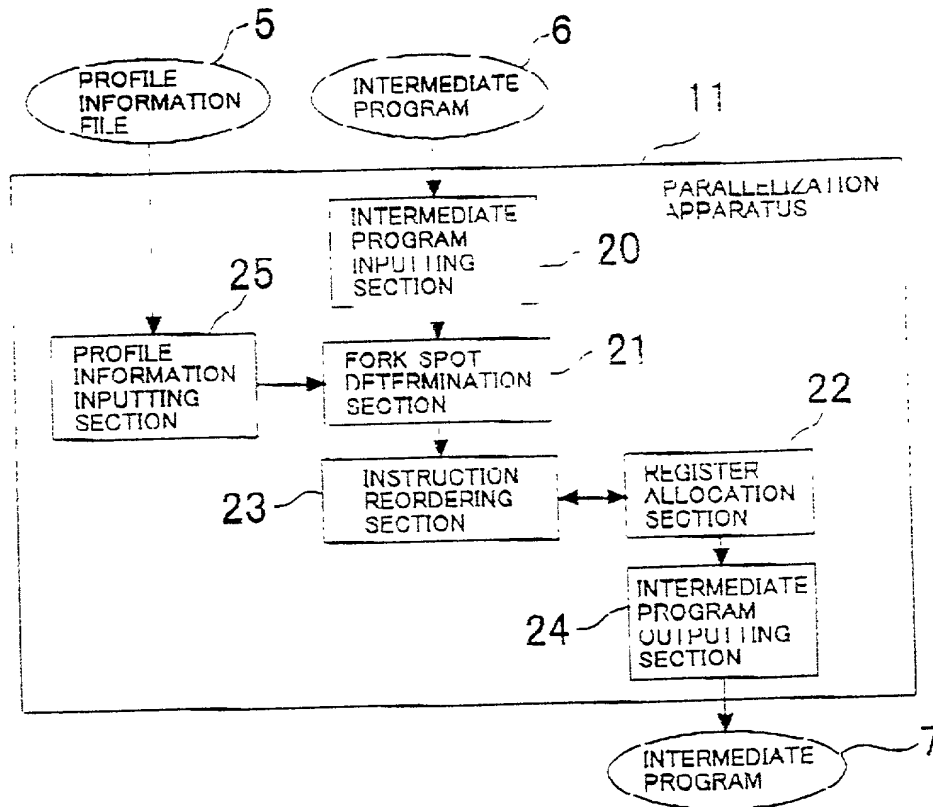 5
6
PROFILE
INFORMATION
FILE
INTERMEDIATE
PROGRAM
11
PARALLELIZATION
APPARATUS
INTERMEDIATE
PROGRAM
INPUTTING
SECTION
20
25
PROFILE
INFORMATION
INPUTTING
SECTION
FORK SPOT
DETERMINATION
SECTION
21
22
23
INSTRUCTION
REORDERING
SECTION
REGISTER
ALLOCATION
SECTION
24
INTERMEDIATE
PROGRAM
OUTPUTTING
SECTION
INTERMEDIATE
PROGRAM
7